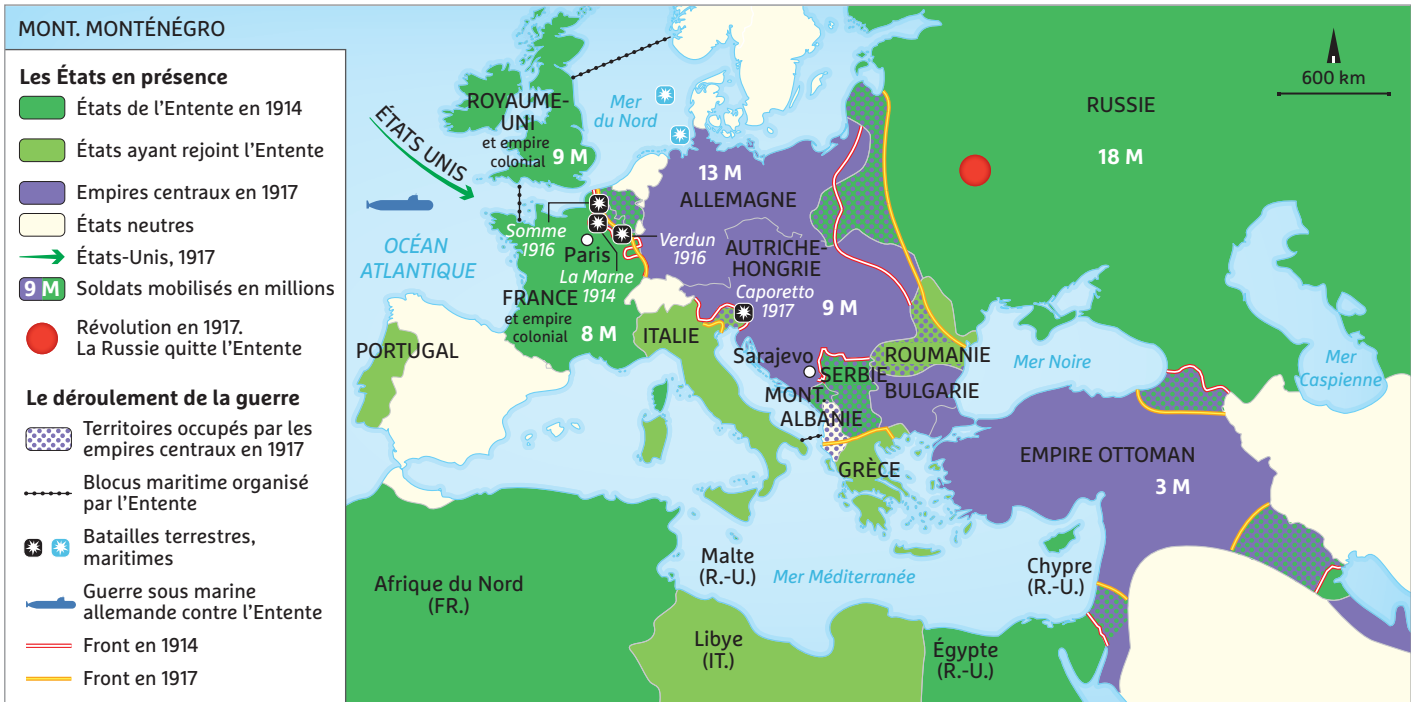 MONT. MONTÉNÉGRO
Les États en présence
États de l’Entente en 1914
États ayant rejoint l’Entente
Empires centraux en 1917
États neutres
États-Unis, 1917
9 M Soldats mobilisés en millions
Révolution en 1917.
La Russie quitte l’Entente
Le déroulement de la guerre
Territoires occupés par les
empires centraux en 1917
Blocus maritime organisé
par l’Entente
Batailles terrestres,
maritimes
Guerre sous marine
allemande contre l’Entente
Front en 1914
Front en 1917
600 km
ROYAUME-
UNI
et empire
colonial
9 M
Mer
du Nord
ÉTATS UNIS
RUSSIE
18 M
13 M
ALLEMAGNE
OCÉAN
ATLANTIQUE
Somme
1916
Paris
Verdun
1916
La Marne
1914
AUTRICHE-
HONGRIE
Caporetto
1917
9 M
FRANCE
et empire
colonial
8 M
ITALIE
PORTUGAL
Sarajevo
SERBIE
ROUMANIE
MONT.
BULGARIE
ALBANIE
GRÈCE
Mer Noire
Mer
Caspienne
EMPIRE OTTOMAN
3 M
Malte
(R.-U.)
Mer Méditerranée
Chypre
(R.-U.)
Afrique du Nord
(FR.)
Libye
(IT.)
Égypte
(R.-U.)